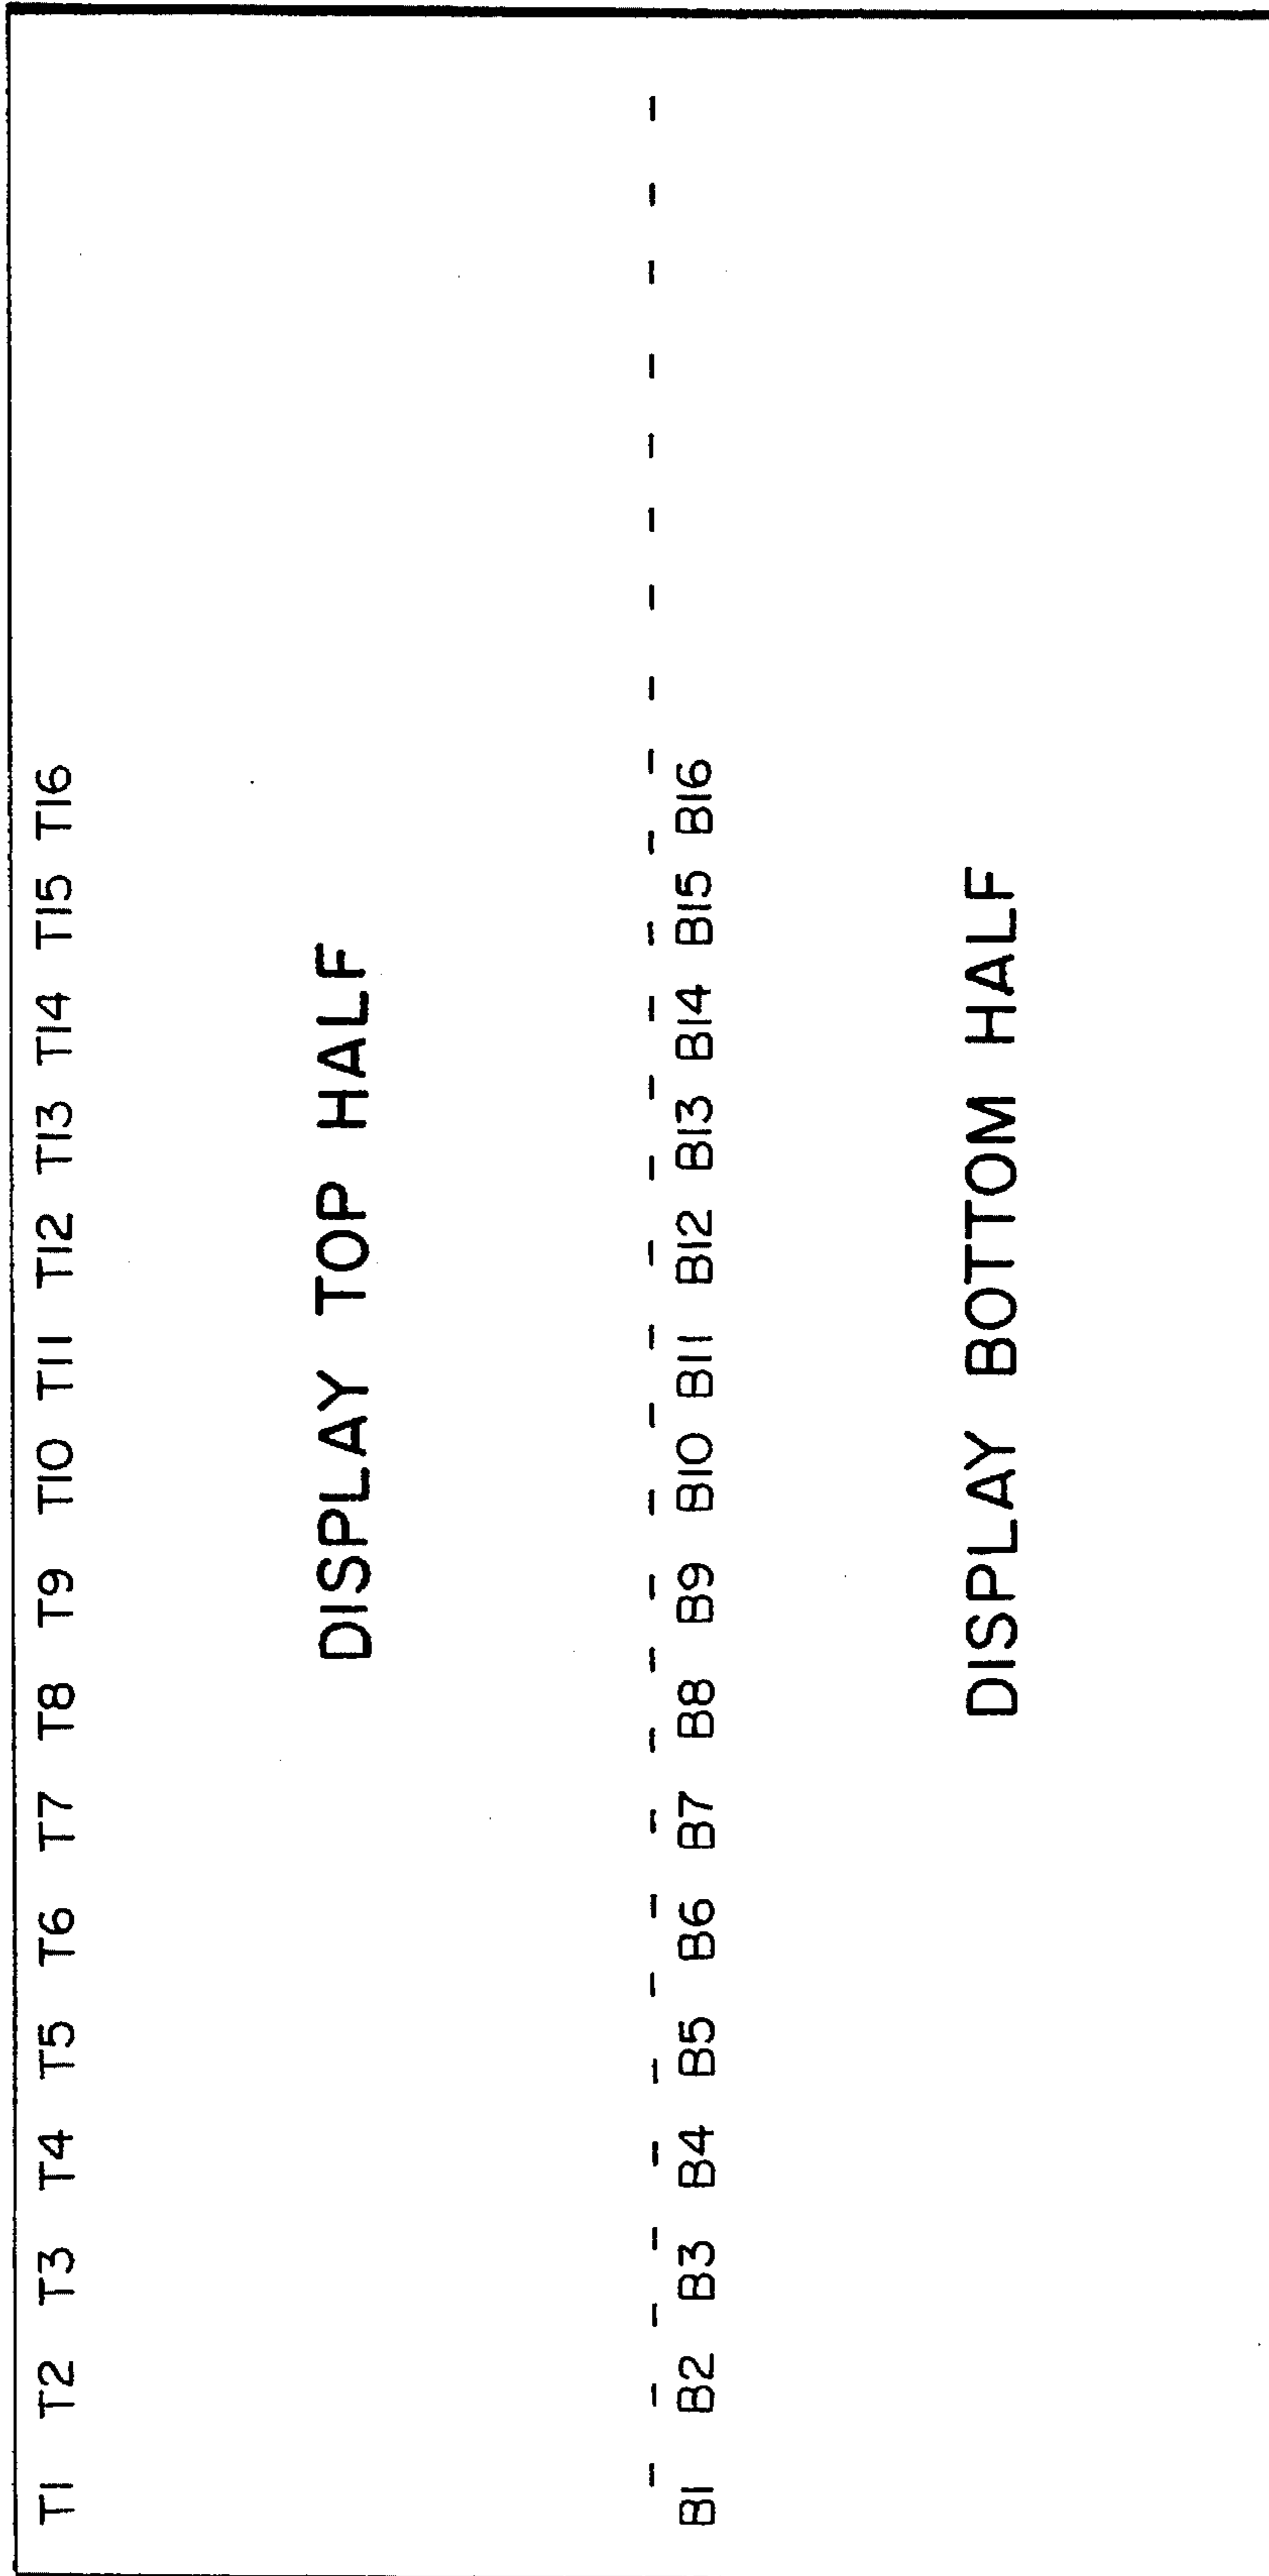 T1 T2 T3 T4 T5 T6 T7 T8 T9 T10 T11 T12 T13 T14 T15 T16
DISPLAY TOP HALF
B1 B2 B3 B4 B5 B6 B7 B8 B9 B10 B11 B12 B13 B14 B15 B16
DISPLAY BOTTOM HALF